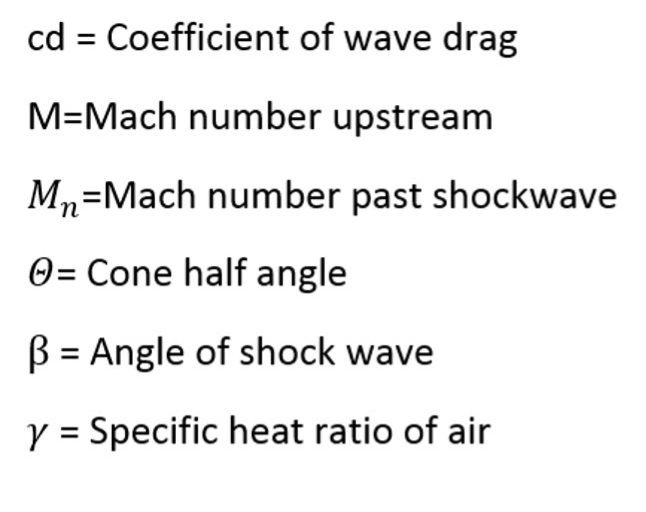 cd = Coefficient of wave drag
M=Mach number upstream
Mₙ=Mach number past shockwave
Θ= Cone half angle
β = Angle of shock wave
γ = Specific heat ratio of air